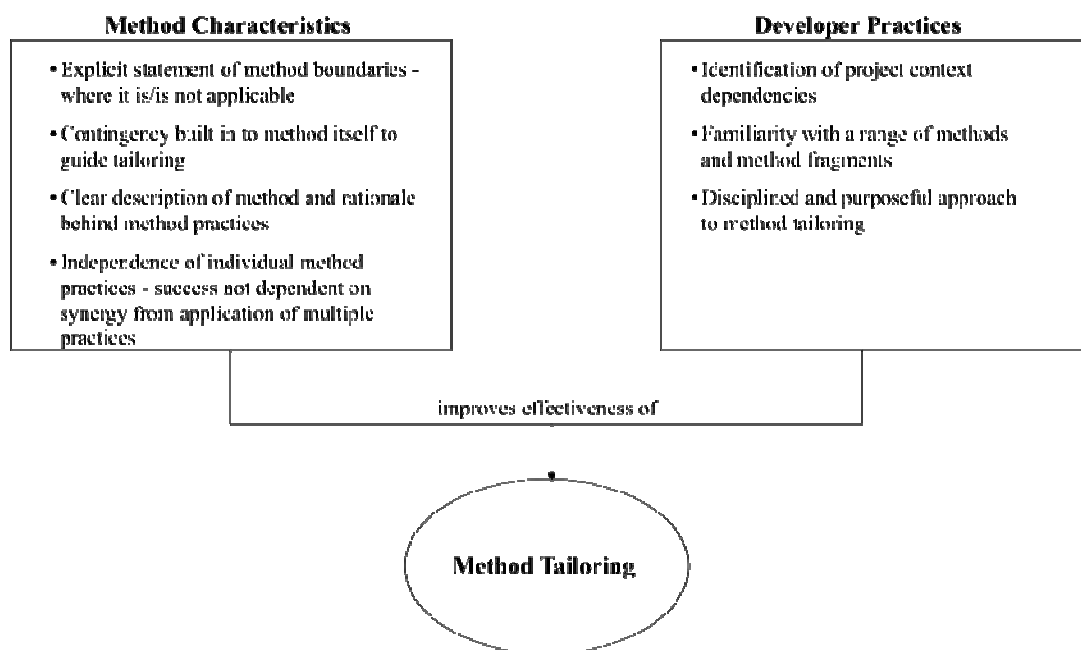 Method Characteristics
• Explicit statement of method boundaries -
where it is/is not applicable
• Contingency built in to method itself to
guide tailoring
• Clear description of method and rationale
behind method practices
• Independence of individual method
practices - success not dependent on
synergy from application of multiple
practices
Developer Practices
• Identification of project context
dependencies
• Familiarity with a range of methods
and method fragments
• Disciplined and purposeful approach
to method tailoring
improves effectiveness of
Method Tailoring